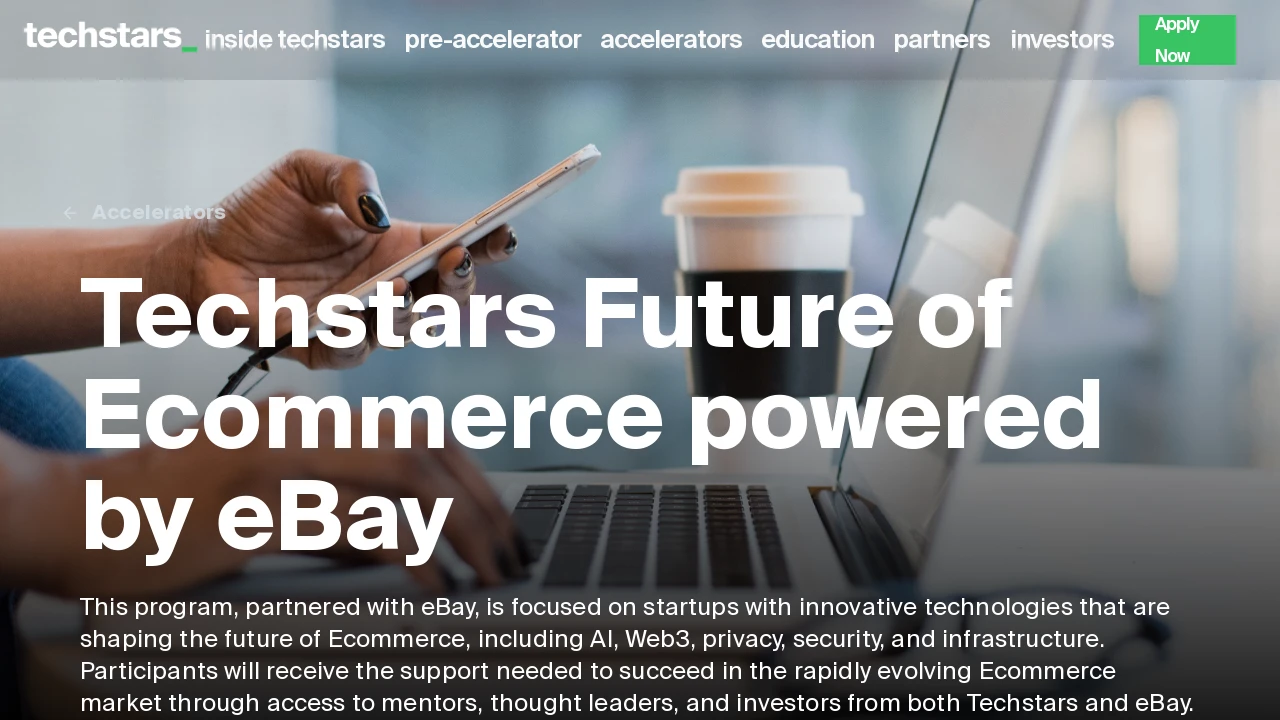 techstars_
inside techstars pre-accelerator accelerators education partners investors
Apply
Now
← Accelerators
Techstars Future of
Ecommerce powered
by eBay
This program, partnered with eBay, is focused on startups with innovative technologies that are
shaping the future of Ecommerce, including AI, Web3, privacy, security, and infrastructure.
Participants will receive the support needed to succeed in the rapidly evolving Ecommerce
market through access to mentors, thought leaders, and investors from both Techstars and eBay.